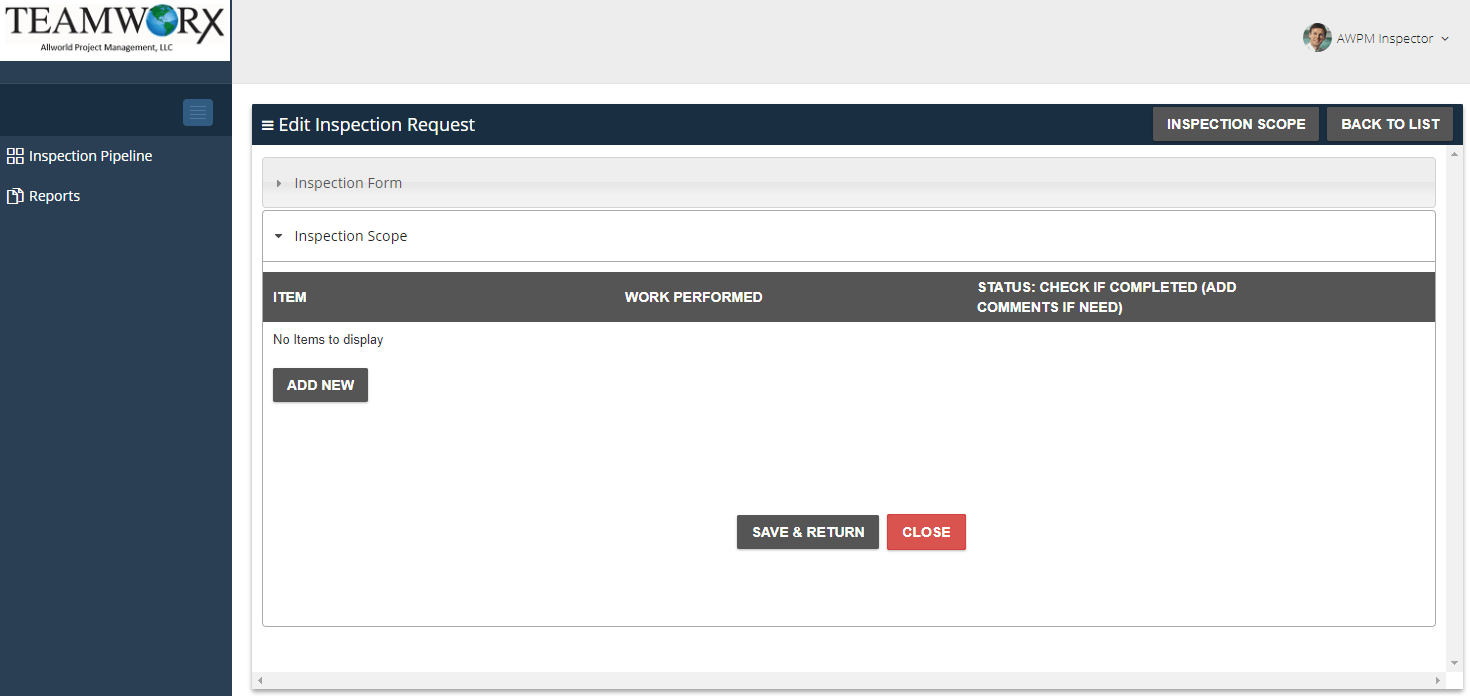 TEAMWORX
Allworld Project Management, LLC
AWPM Inspector
Edit Inspection Request
INSPECTION SCOPE
BACK TO LIST
Inspection Pipeline
Reports
Inspection Form
Inspection Scope
ITEM
WORK PERFORMED
STATUS: CHECK IF COMPLETED (ADD
COMMENTS IF NEED)
No Items to display
ADD NEW
SAVE & RETURN
CLOSE